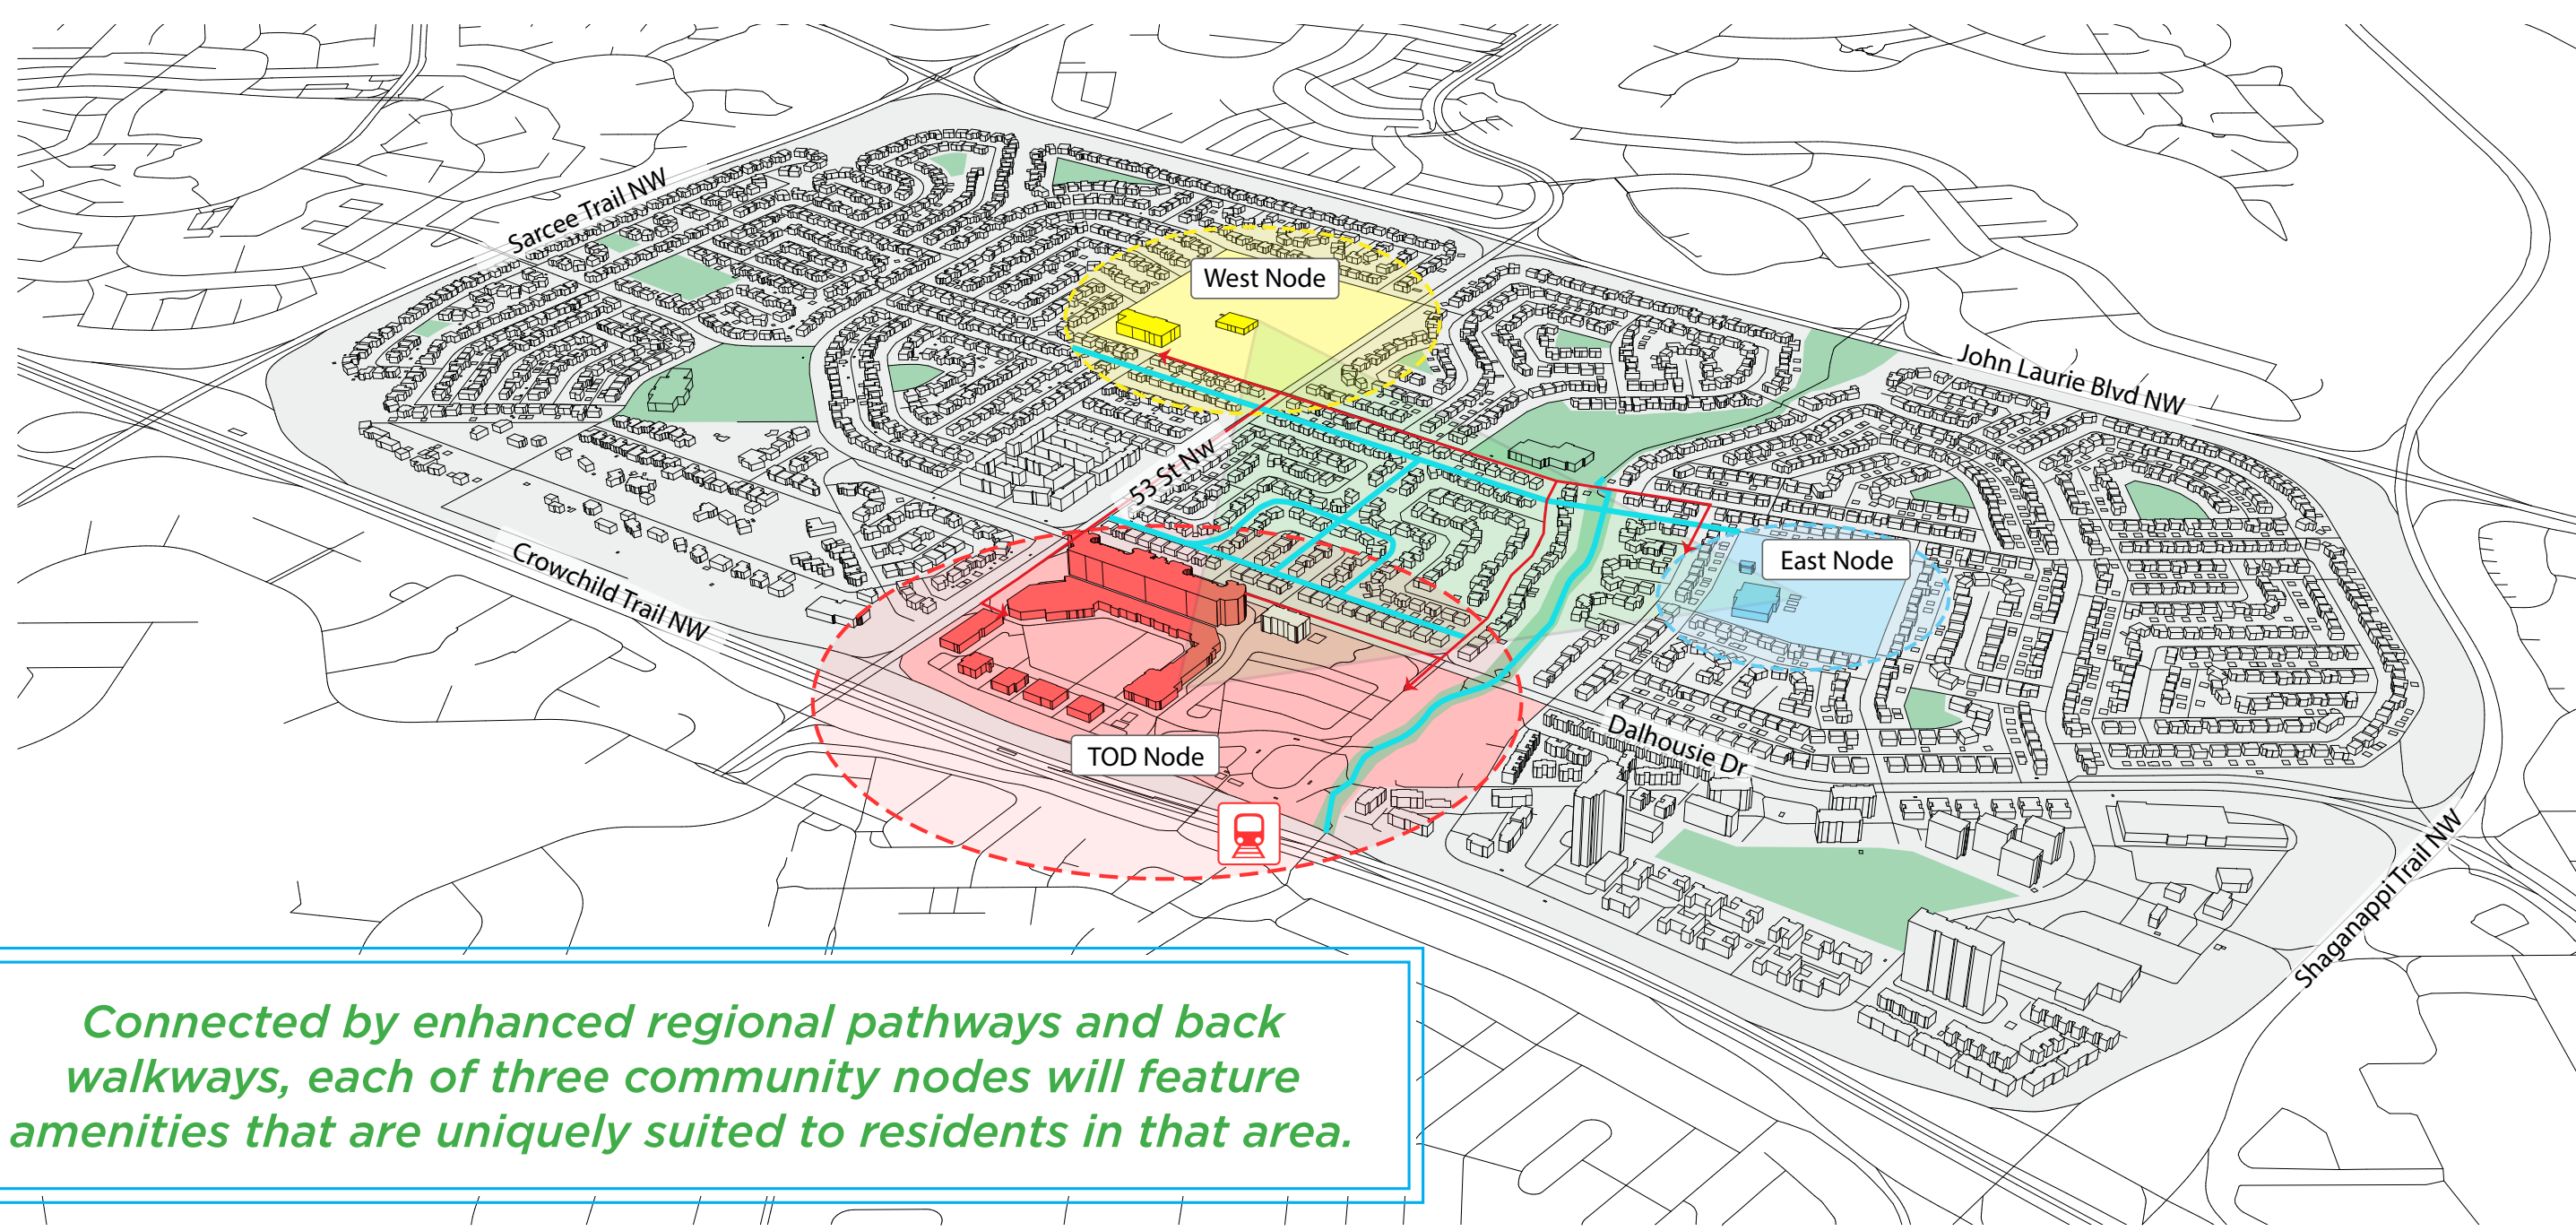 Sarcee Trail NW
West Node
John Laurie Blvd NW
53 St Nw
East Node
Crowchild Trail NW
Dalhousie Dr
TOD Node
Shaganappi Trail NW
Connected by enhanced regional pathways and back
walkways, each of three community nodes will feature
amenities that are uniquely suited to residents in that area.